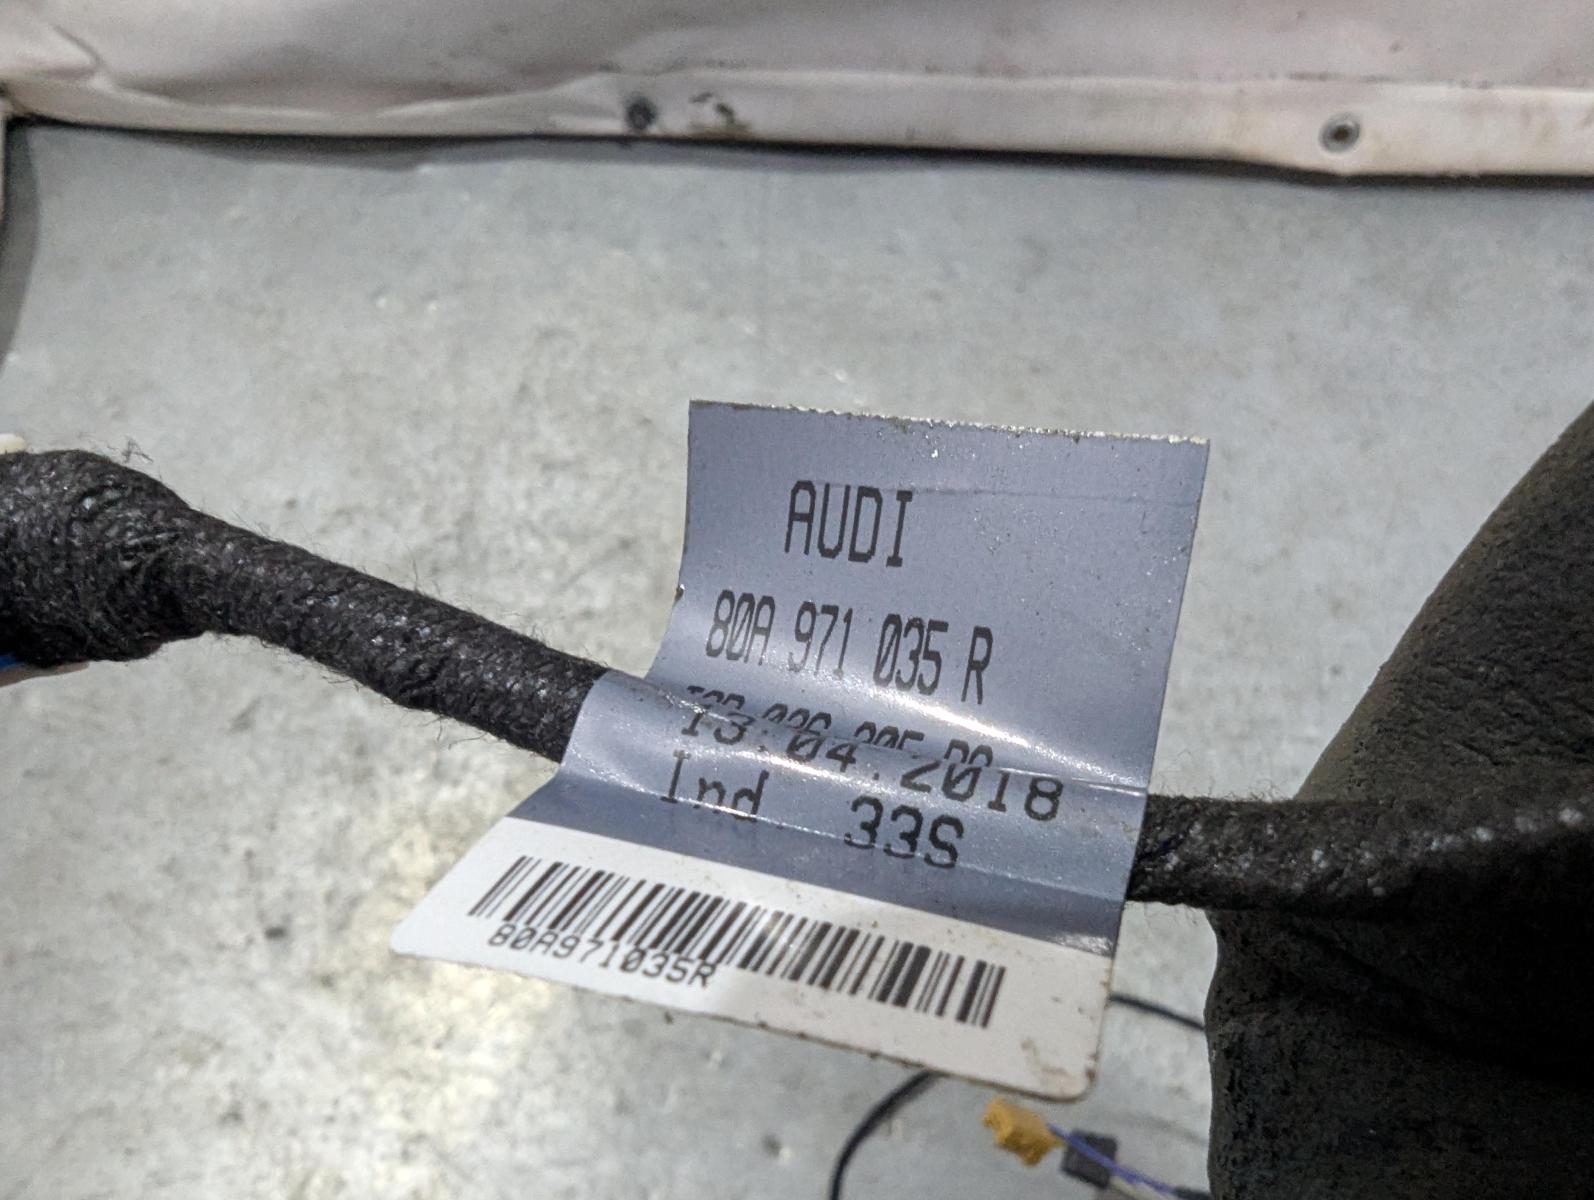 AUDI
80A 971 035 R
13.04.2018
Ind. 33S
80A971035R